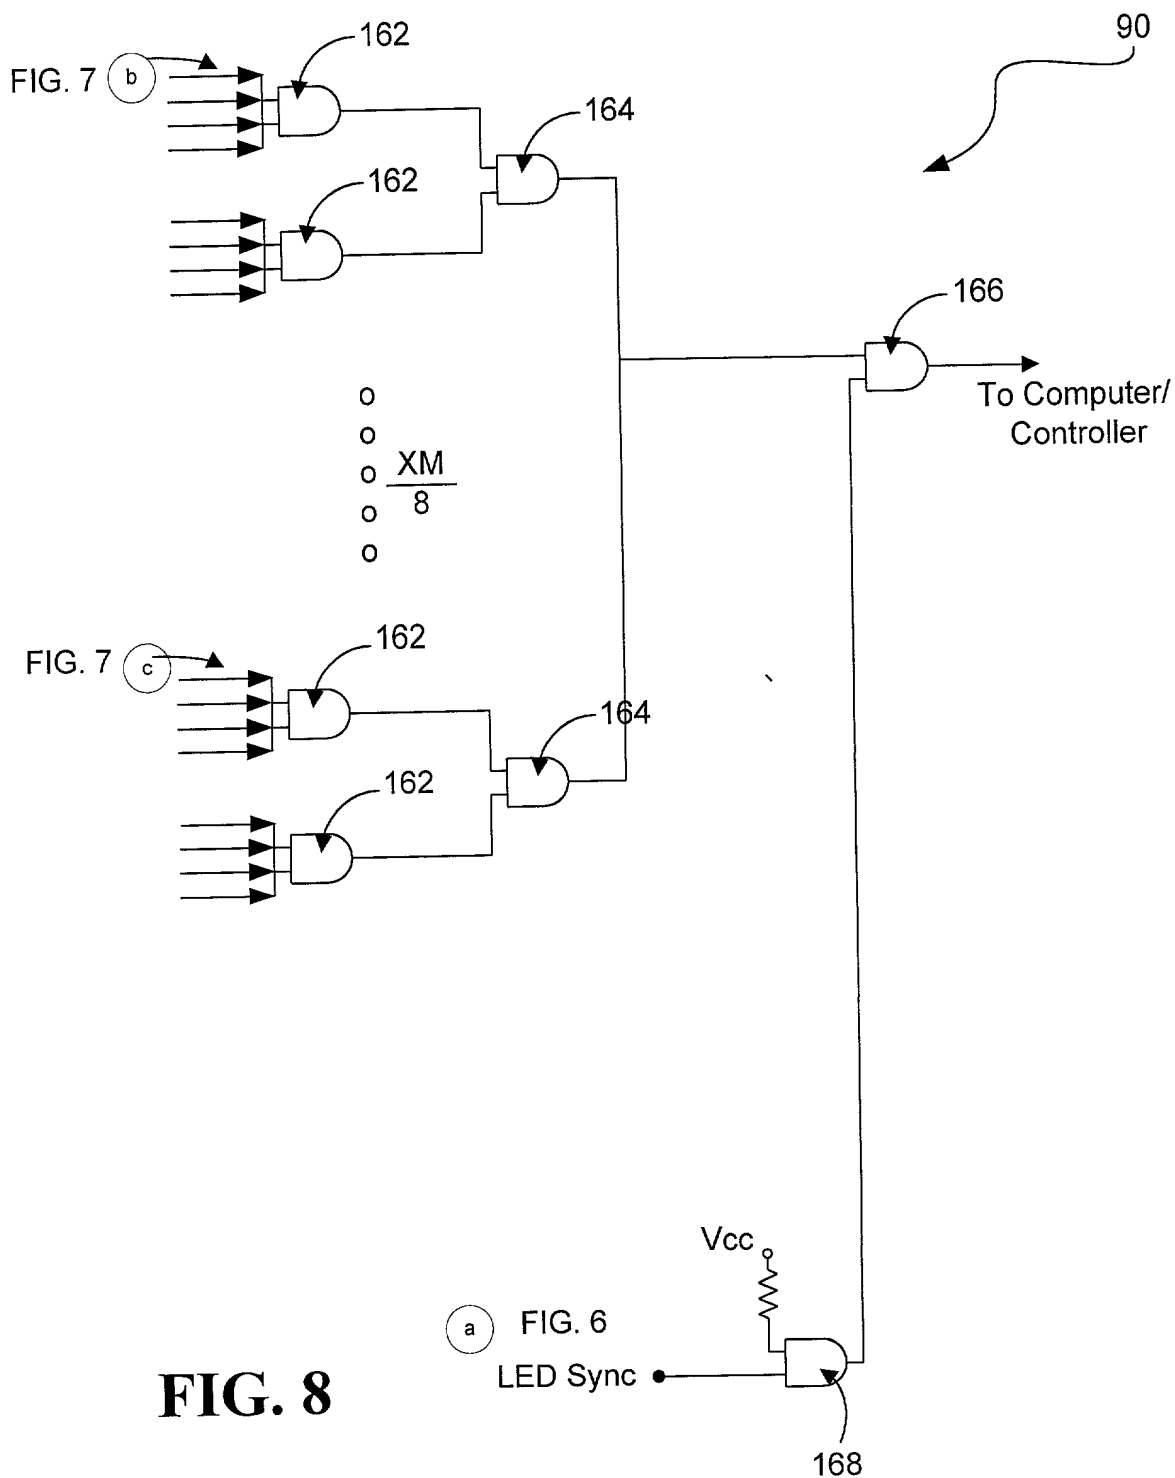 90
162
FIG. 7 b
164
162
166
To Computer/
Controller
o
o
o
o
o
XM
8
162
FIG. 7 c
164
162
Vcc
a FIG. 6
LED Sync
FIG. 8
168